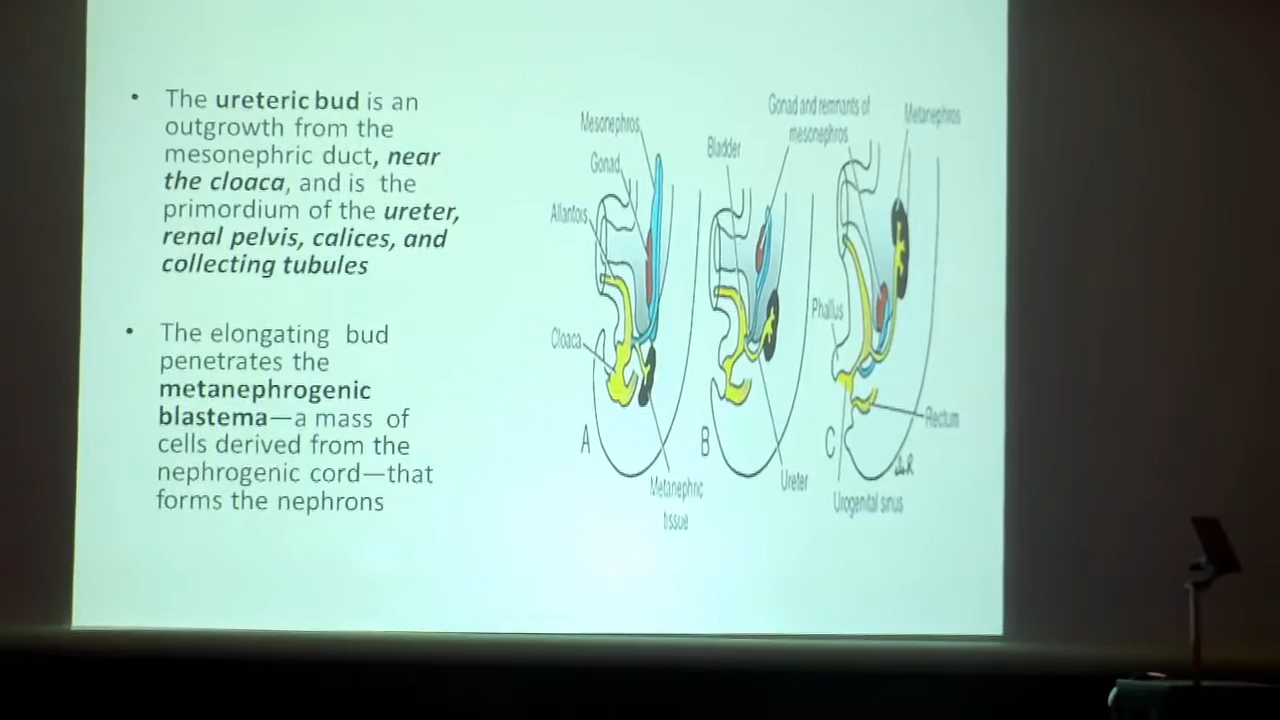 • The ureteric bud is an
outgrowth from the
mesonephric duct, near
the cloaca, and is the
primordium of the ureter,
renal pelvis, calices, and
collecting tubules
• The elongating bud
penetrates the
metanephrogenic
blastema—a mass of
cells derived from the
nephrogenic cord—that
forms the nephrons
Mesonephros
Gonad
Allantois
Cloaca
A
Metanephric
tissue
Bladder
Gonad and remnants of
mesonephros
B
Ureter
Metanephros
Phallus
C
Rectum
Urogenital sinus